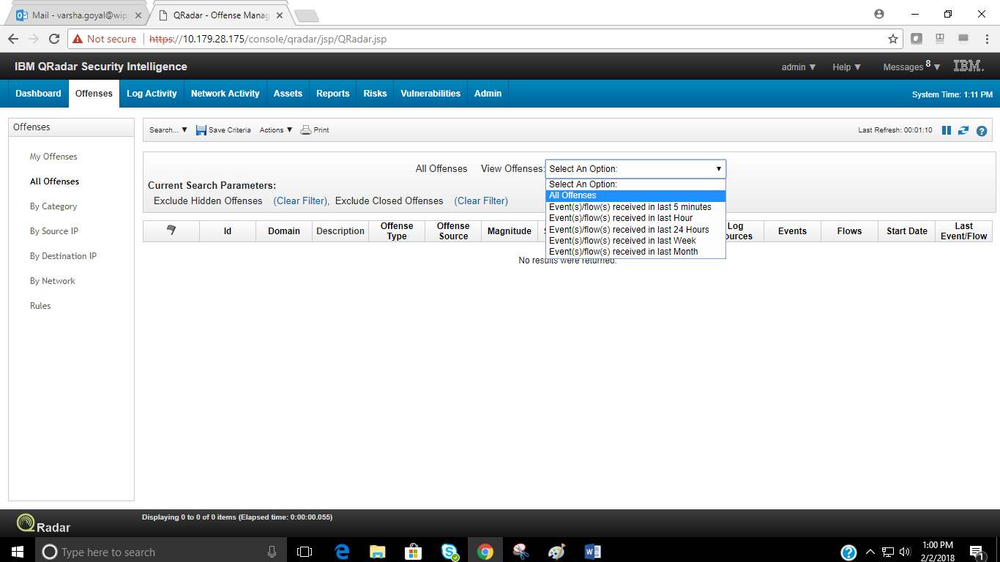 Mail - varsha.goyal@wip
QRadar - Offense Manag
Not secure https://10.179.28.175/console/qradar/jsp/QRadar.jsp
IBM QRadar Security Intelligence
admin ▼ Help ▼ Messages 8 ▼ IBM.
Dashboard Offenses Log Activity Network Activity Assets Reports Risks Vulnerabilities Admin
System Time: 1:11 PM
Offenses
My Offenses
All Offenses
By Category
By Source IP
By Destination IP
By Network
Rules
Search... ▼ Save Criteria Actions ▼ Print
Last Refresh: 00:01:10
All Offenses View Offenses: Select An Option:
Select An Option:
All Offenses
Event(s)/flow(s) received in last 5 minutes
Event(s)/flow(s) received in last Hour
Event(s)/flow(s) received in last 24 Hours
Event(s)/flow(s) received in last Week
Event(s)/flow(s) received in last Month
Current Search Parameters:
Exclude Hidden Offenses (Clear Filter), Exclude Closed Offenses (Clear Filter)
Id
Domain
Description
Offense
Type
Offense
Source
Magnitude
Log
ources
Events
Flows
Start Date
Last
Event/Flow
No results were returned.
QRadar
Displaying 0 to 0 of 0 items (Elapsed time: 0:00:00.055)
Type here to search
1:00 PM
2/2/2018
1